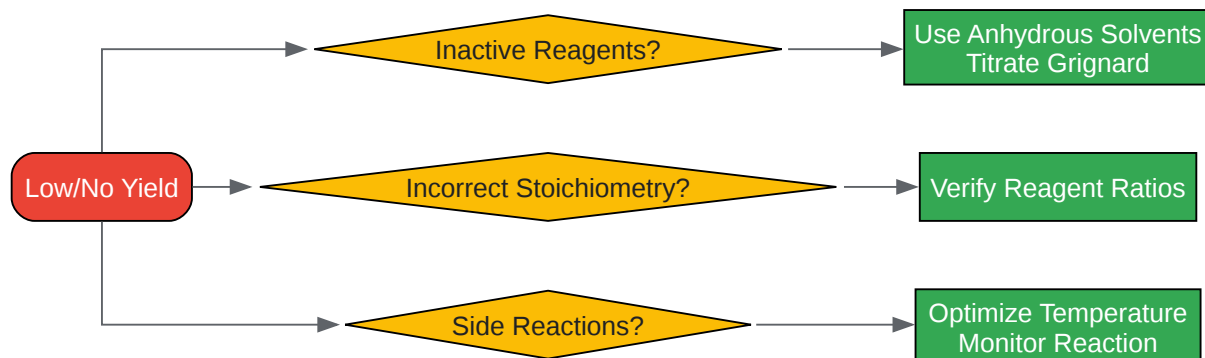 Inactive Reagents?
Use Anhydrous Solvents
Titrate Grignard
Low/No Yield
Incorrect Stoichiometry?
Verify Reagent Ratios
Side Reactions?
Optimize Temperature
Monitor Reaction